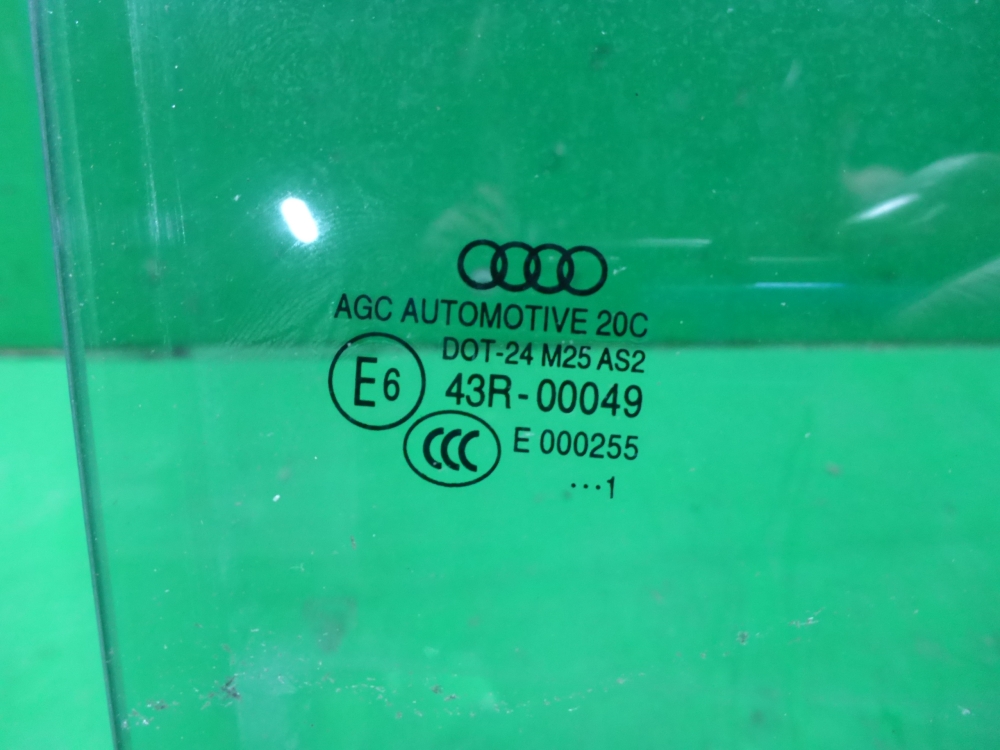 AGC AUTOMOTIVE 20C
DOT-24 M25 AS2
E6 43R-00049
CCC E 000255
...1